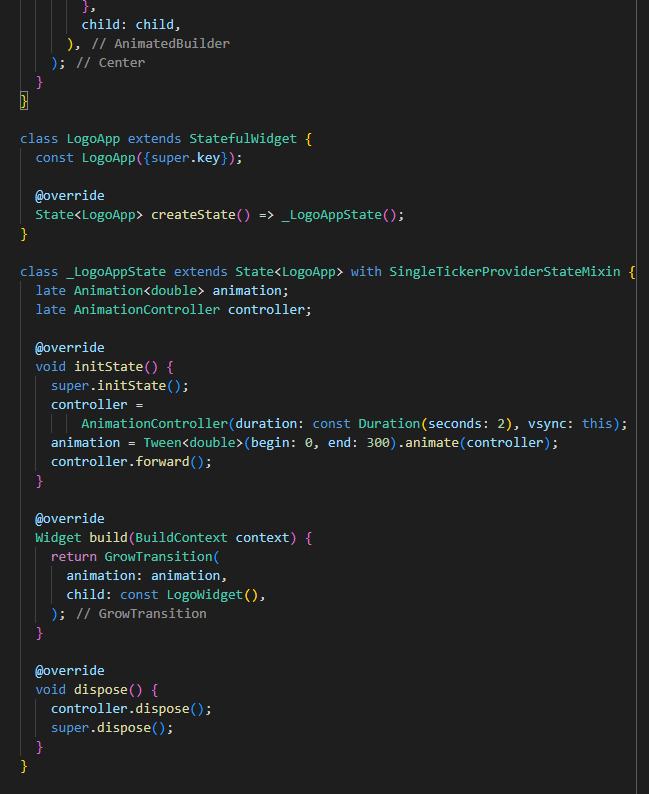 },
child: child,
), // AnimatedBuilder
); // Center
}
}
class LogoApp extends StatefulWidget {
const LogoApp({super.key});
@override
State<LogoApp> createState() => _LogoAppState();
}
class _LogoAppState extends State<LogoApp> with SingleTickerProviderStateMixin {
late Animation<double> animation;
late AnimationController controller;
@override
void initState() {
super.initState();
controller =
AnimationController(duration: const Duration(seconds: 2), vsync: this);
animation = Tween<double>(begin: 0, end: 300).animate(controller);
controller.forward();
}
@override
Widget build(BuildContext context) {
return GrowTransition(
animation: animation,
child: const LogoWidget(),
); // GrowTransition
}
@override
void dispose() {
controller.dispose();
super.dispose();
}
}